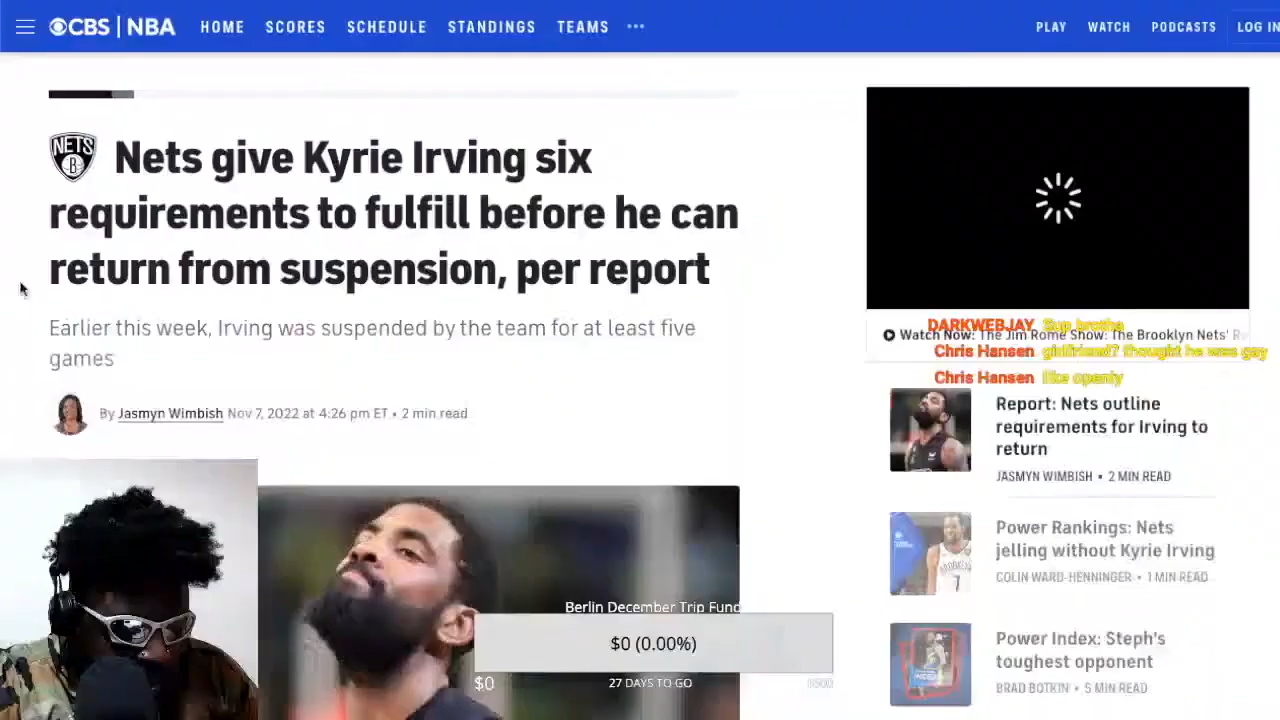 CBS | NBA
HOME SCORES SCHEDULE STANDINGS TEAMS •••
PLAY WATCH PODCASTS LOG IN
NETS
B
Nets give Kyrie Irving six
requirements to fulfill before he can
return from suspension, per report
Earlier this week, Irving was suspended by the team for at least five
games
By Jasmyn Wimbish Nov 7, 2022 at 4:26 pm ET • 2 min read
DARKWEBJAY Sup brotha
Watch Now: The Jim Rome Show: The Brooklyn Nets'
Chris Hansen girlfriend? thought he was gay
Chris Hansen like openly
Report: Nets outline
requirements for Irving to
return
JASMYN WIMBISH • 2 MIN READ
Power Rankings: Nets
jelling without Kyrie Irving
COLIN WARD-HENNINGER • 1 MIN READ
Power Index: Steph's
toughest opponent
BRAD BOTKIN • 5 MIN READ
Berlin December Trip Fund
$0 (0.00%)
$0 27 DAYS TO GO $500